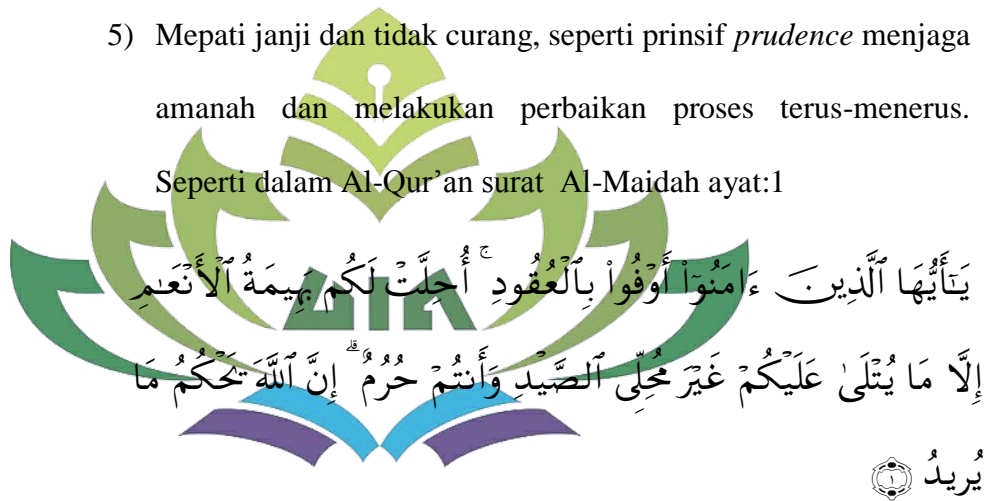 5) Mepati janji dan tidak curang, seperti prinsif prudence menjaga
amanah dan melakukan perbaikan proses terus-menerus.
Seperti dalam Al-Qur’an surat Al-Maidah ayat:1
يَـٰٓأَيُّهَا ٱلَّذِينَ ءَامَنُوٓا۟ أَوْفُوا۟ بِٱلْعُقُودِ ۚ أُحِلَّتْ لَكُم بَهِيمَةُ ٱلْأَنْعَـٰمِ
إِلَّا مَا يُتْلَىٰ عَلَيْكُمْ غَيْرَ مُحِلِّى ٱلصَّيْدِ وَأَنتُمْ حُرُمٌ ۗ إِنَّ ٱللَّهَ يَحْكُمُ مَا
يُرِيدُ ۝١